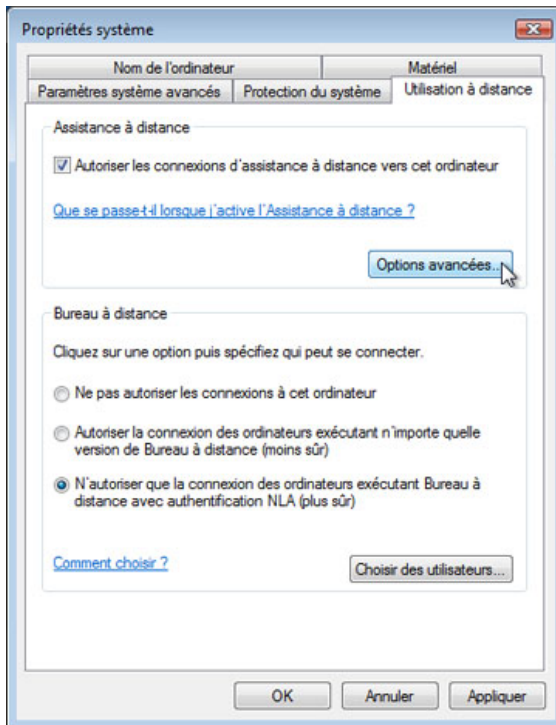 Propriétés système
Nom de l'ordinateur
Matériel
Paramètres système avancés
Protection du système
Utilisation à distance
Assistance à distance
Autoriser les connexions d'assistance à distance vers cet ordinateur
Que se passe-t-il lorsque j'active l'Assistance à distance ?
Options avancées...
Bureau à distance
Cliquez sur une option puis spécifiez qui peut se connecter.
Ne pas autoriser les connexions à cet ordinateur
Autoriser la connexion des ordinateurs exécutant n'importe quelle
version de Bureau à distance (moins sûr)
N'autoriser que la connexion des ordinateurs exécutant Bureau à
distance avec authentification NLA (plus sûr)
Comment choisir ?
Choisir des utilisateurs...
OK
Annuler
Appliquer